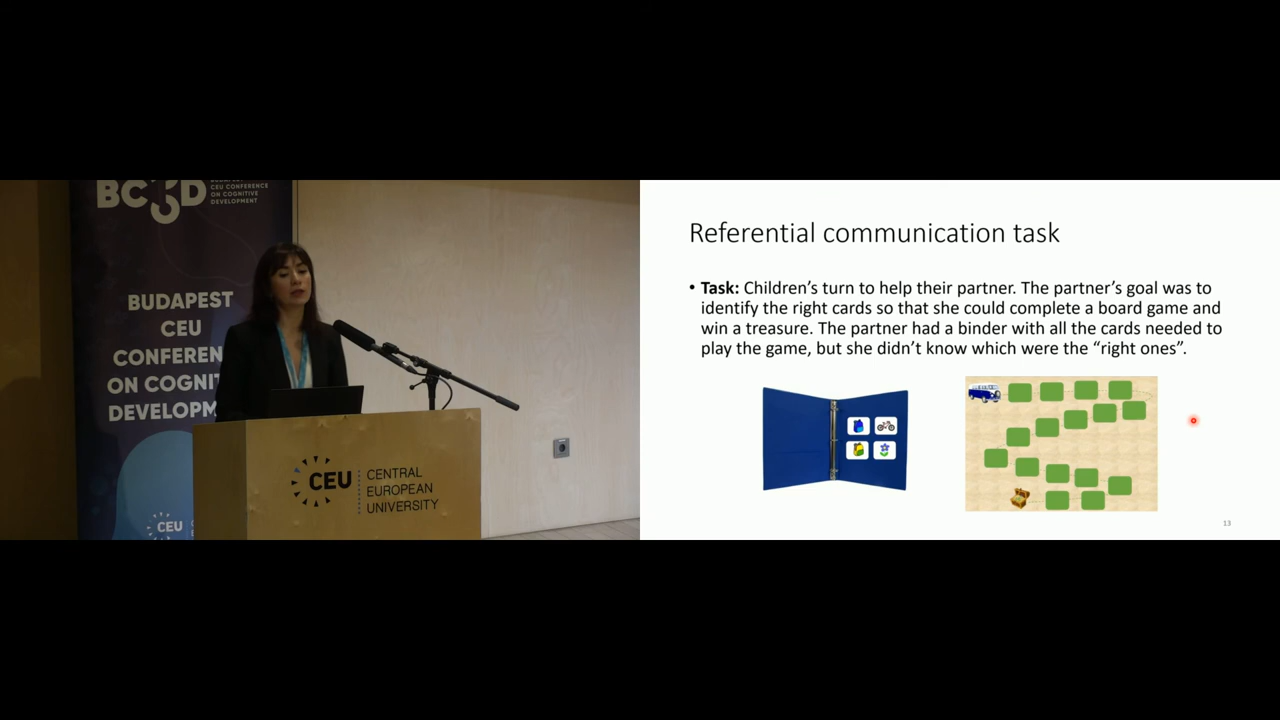 BC D
CEU CONFERENCE
ON COGNITIVE
DEVELOPMENT
BUDAPEST
CEU
CONFEREN
ON COGNIT
DEVELOPM
CEU
CEU
CENTRAL
EUROPEAN
UNIVERSITY
Referential communication task
• Task: Children's turn to help their partner. The partner's goal was to
identify the right cards so that she could complete a board game and
win a treasure. The partner had a binder with all the cards needed to
play the game, but she didn't know which were the “right ones”.
13